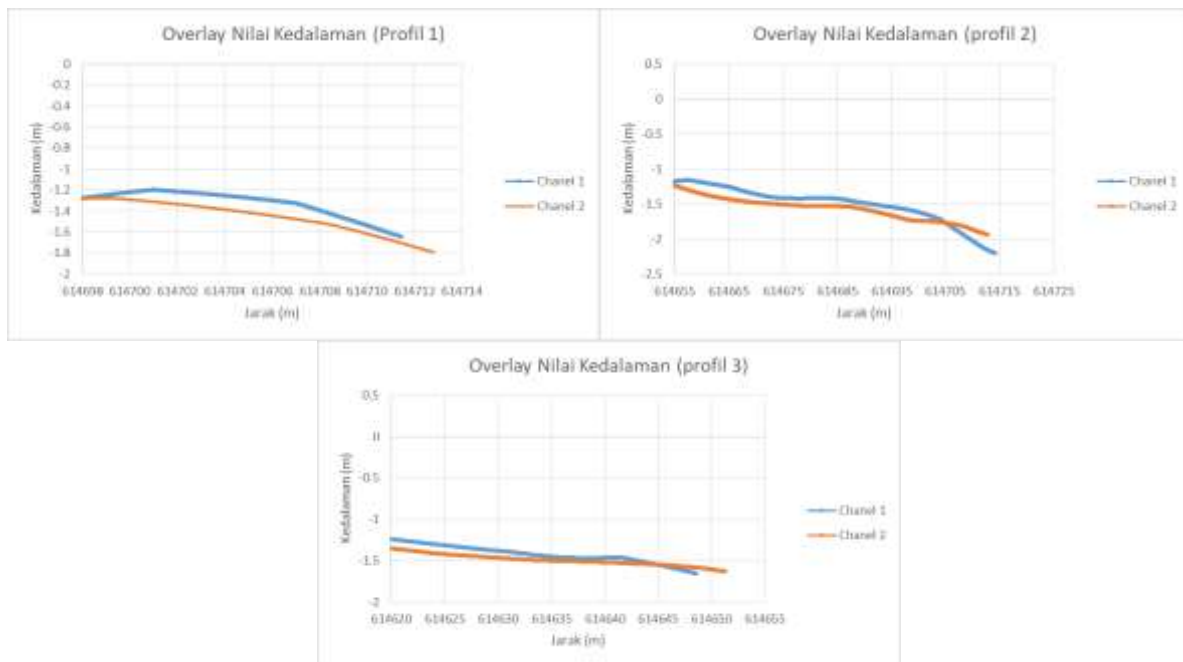 Overlay Nilai Kedalaman (Profil 1)
Kedalaman (m)
0
-0.2
-0.4
-0.6
-0.8
-1
-1.2
-1.4
-1.6
-1.8
-2
614698 614700 614702 614704 614706 614708 614710 614712 614714
Jarak (m)
Chanel 1
Chanel 2
Overlay Nilai Kedalaman (profil 2)
Kedalaman (m)
0.5
0
-0.5
-1
-1.5
-2
-2.5
614655 614665 614675 614685 614695 614705 614715 614725
Jarak (m)
Chanel 1
Chanel 2
Overlay Nilai Kedalaman (profil 3)
Kedalaman (m)
0.5
0
-0.5
-1
-1.5
-2
614620 614625 614630 614635 614640 614645 614650 614655
Jarak (m)
Chanel 1
Chanel 2